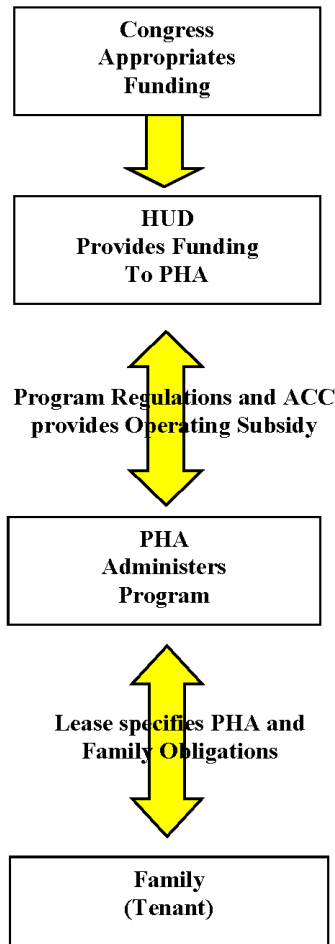 Congress
Appropriates
Funding
HUD
Provides Funding
To PHA
Program Regulations and ACC
provides Operating Subsidy
PHA
Administers
Program
Lease specifies PHA and
Family Obligations
Family
(Tenant)